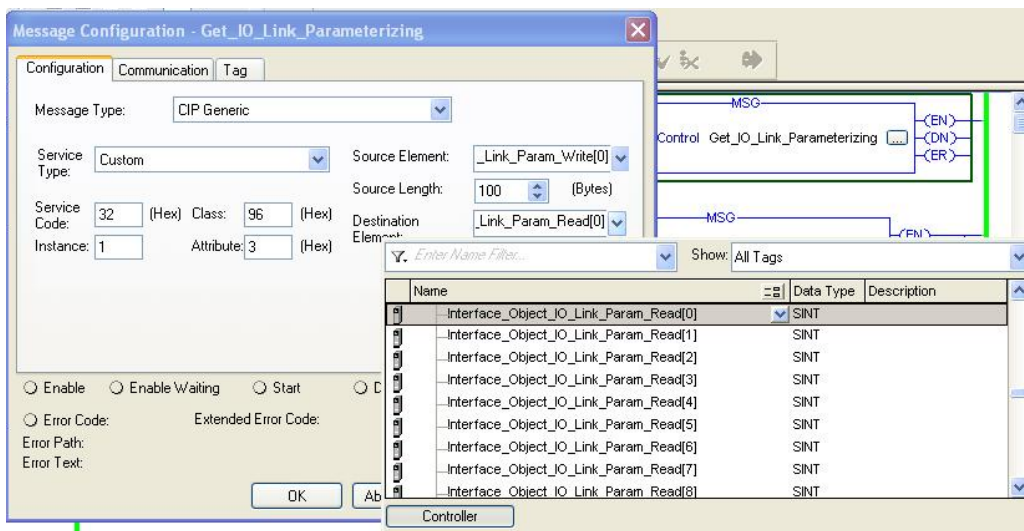 Message Configuration - Get_IO_Link_Parameterizing
Configuration Communication Tag
Message Type: CIP Generic
Service Type: Custom
Source Element: _Link_Param_Write[0]
Source Length: 100 (Bytes)
Service Code: 32 (Hex) Class: 96 (Hex)
Destination Element: _Link_Param_Read[0]
Instance: 1 Attribute: 3 (Hex)
Enable Enable Waiting Start
Error Code: Extended Error Code:
Error Path:
Error Text:
OK
MSG
Control Get_IO_Link_Parameterizing ...
(EN)
(DN)
(ER)
MSG
(EN)
Enter Name Filter... Show: All Tags
Name Data Type Description
Interface_Object_IO_Link_Param_Read[0] SINT
Interface_Object_IO_Link_Param_Read[1] SINT
Interface_Object_IO_Link_Param_Read[2] SINT
Interface_Object_IO_Link_Param_Read[3] SINT
Interface_Object_IO_Link_Param_Read[4] SINT
Interface_Object_IO_Link_Param_Read[5] SINT
Interface_Object_IO_Link_Param_Read[6] SINT
Interface_Object_IO_Link_Param_Read[7] SINT
Interface_Object_IO_Link_Param_Read[8] SINT
Controller